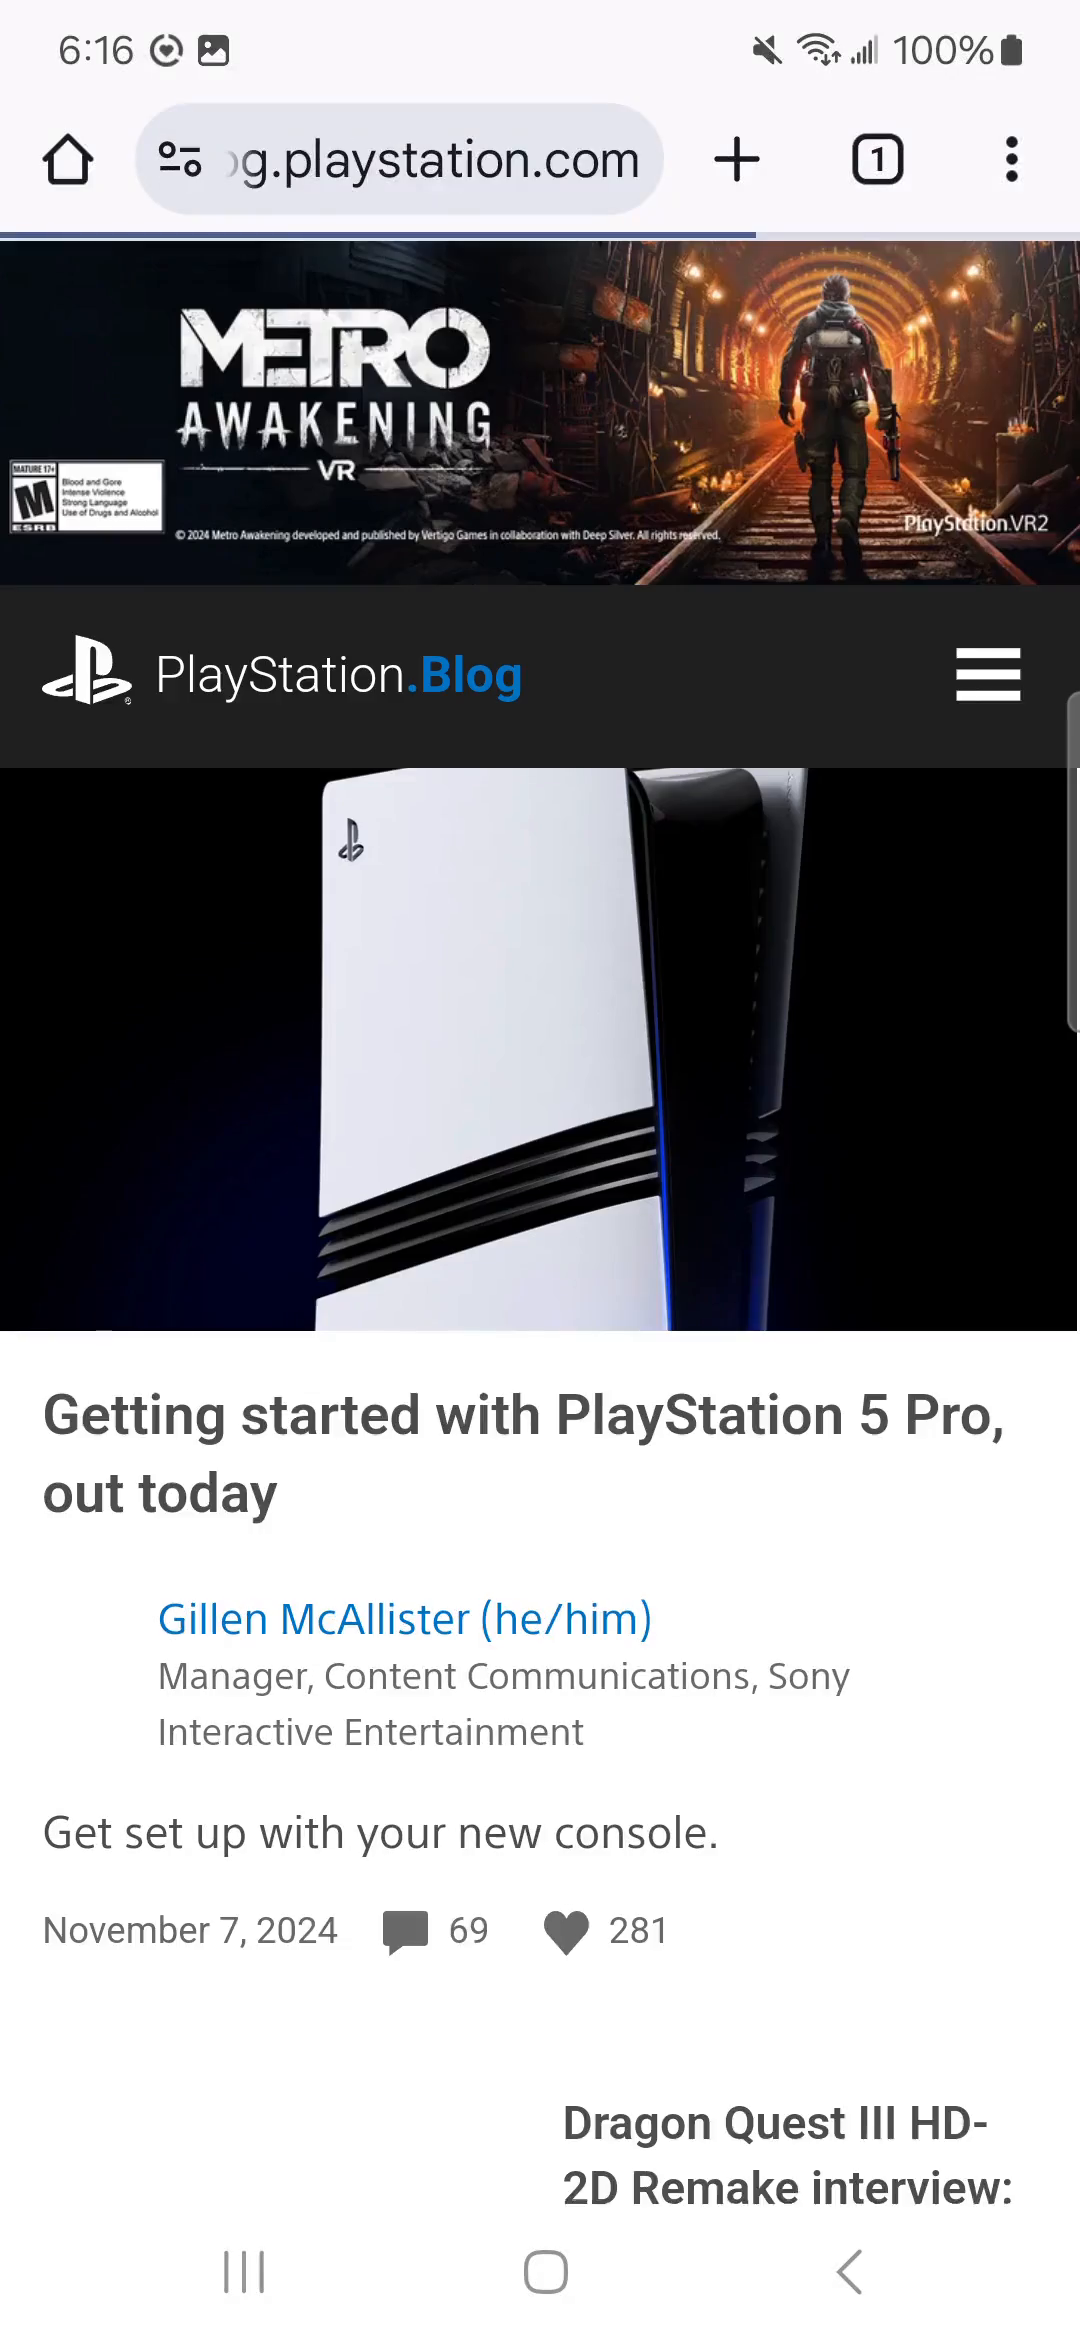 6:16
100%
og.playstation.com
1
METRO
AWAKENING
VR
MATURE 17+
M
ESRB
Blood and Gore
Intense Violence
Strong Language
Use of Drugs and Alcohol
© 2024 Metro Awakening developed and published by Vertigo Games in collaboration with Deep Silver. All rights reserved.
PlayStation.VR2
PlayStation.Blog
Getting started with PlayStation 5 Pro,
out today
Gillen McAllister (he/him)
Manager, Content Communications, Sony
Interactive Entertainment
Get set up with your new console.
November 7, 2024
69
281
Dragon Quest III HD-
2D Remake interview: